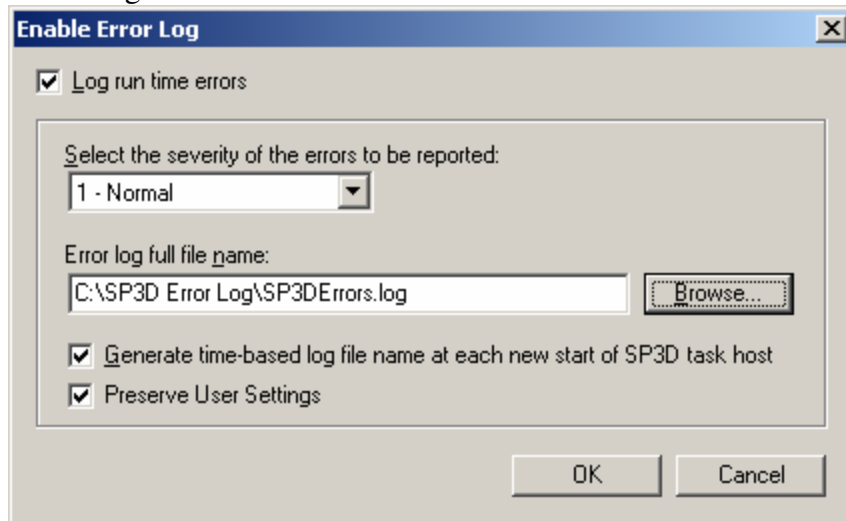 Enable Error Log
Log run time errors
Select the severity of the errors to be reported:
1 - Normal
Error log full file name:
C:\SP3D Error Log\SP3DErrors.log
Browse...
Generate time-based log file name at each new start of SP3D task host
Preserve User Settings
OK Cancel